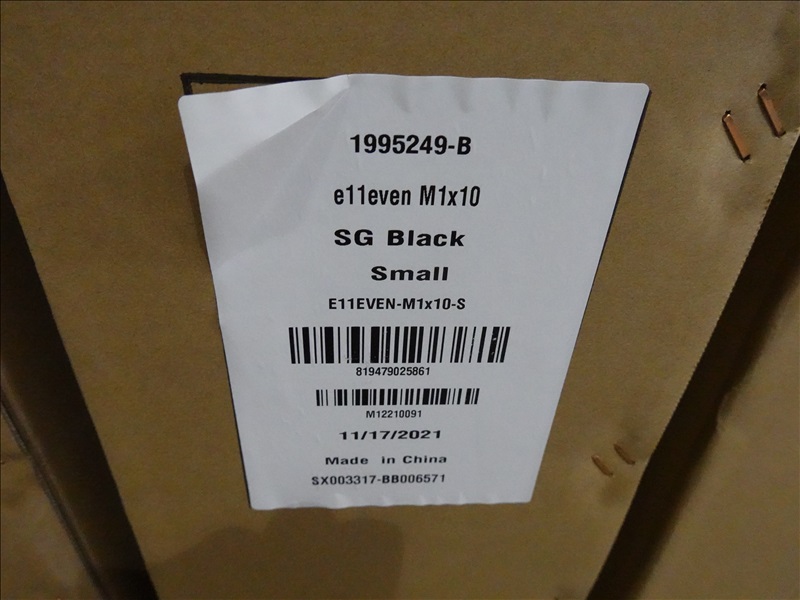 1995249-B
e11even M1x10
SG Black
Small
E11EVEN-M1x10-S
819479025861
M12210091
11/17/2021
Made in China
SX003317-BB006571